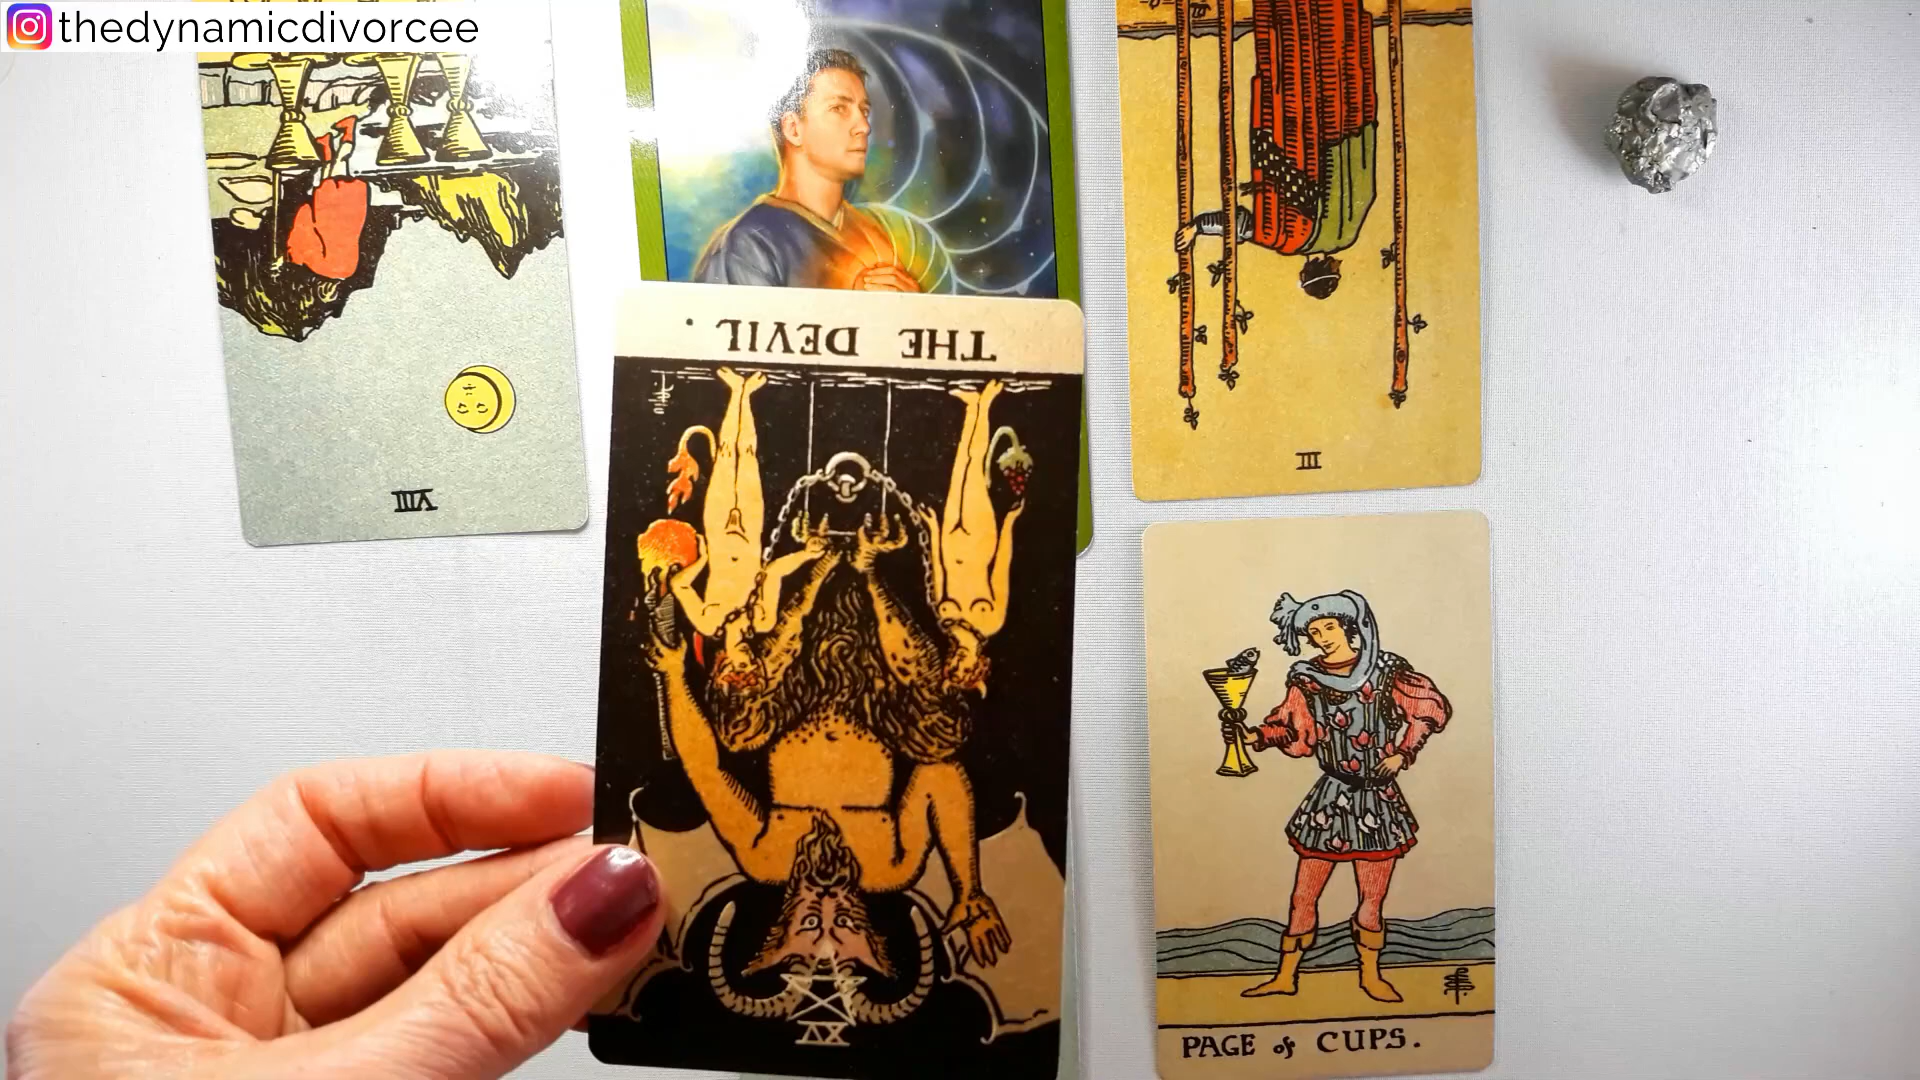 thedynamicdivorcee
THE DEVIL.
VIII
III
XV
PAGE of CUPS.